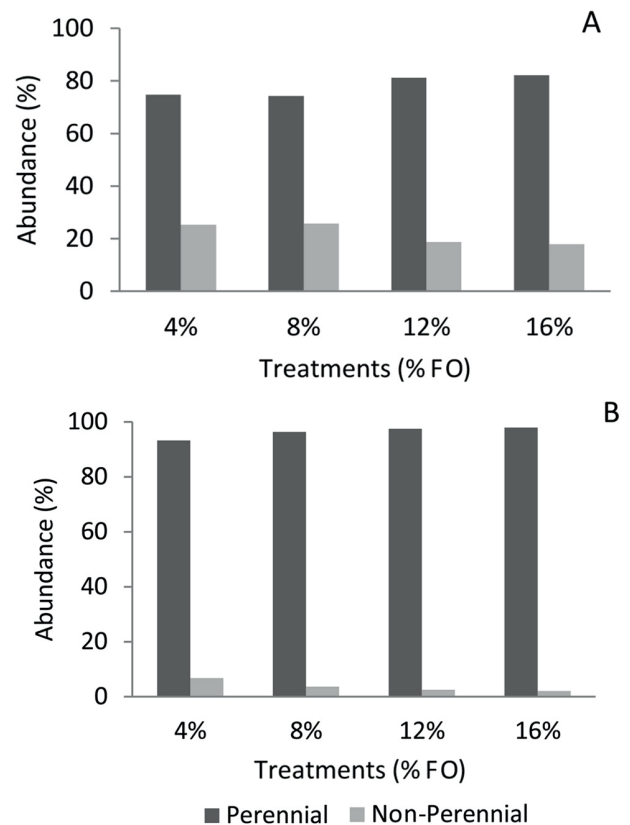 A
100
80
60
40
20
0
Abundance (%)
4% 8% 12% 16%
Treatments (% FO)
B
100
80
60
40
20
0
Abundance (%)
4% 8% 12% 16%
Treatments (% FO)
Perennial Non-Perennial